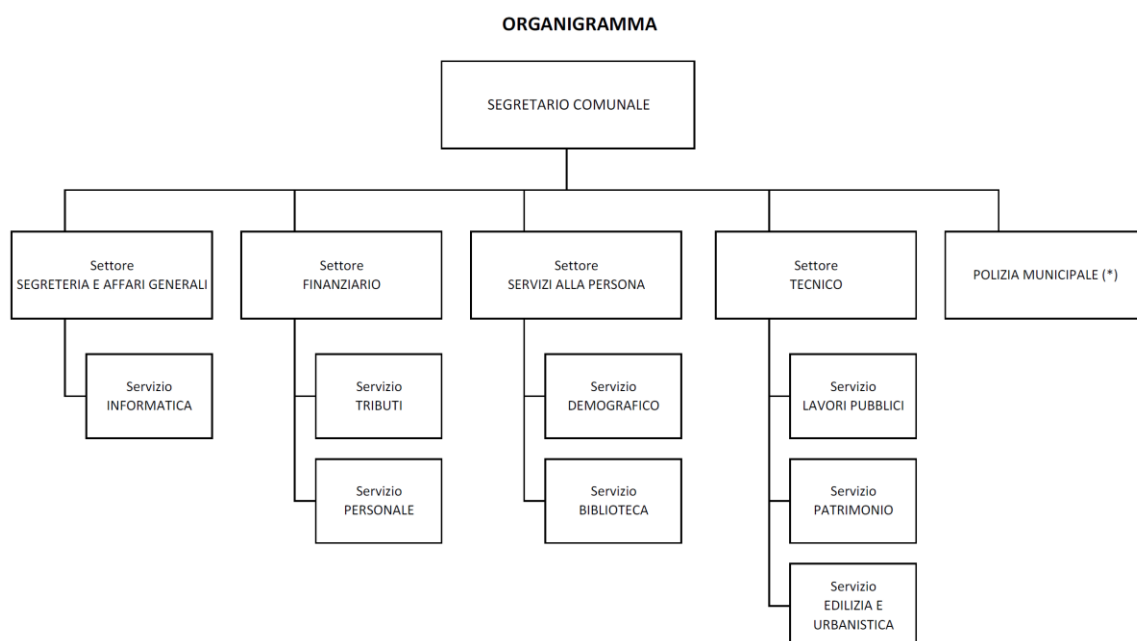 ORGANIGRAMMA
SEGRETARIO COMUNALE
Settore
SEGRETERIA E AFFARI GENERALI
Settore
FINANZIARIO
Settore
SERVIZI ALLA PERSONA
Settore
TECNICO
POLIZIA MUNICIPALE (*)
Servizio
INFORMATICA
Servizio
TRIBUTI
Servizio
DEMOGRAFICO
Servizio
LAVORI PUBBLICI
Servizio
PERSONALE
Servizio
BIBLIOTECA
Servizio
PATRIMONIO
Servizio
EDILIZIA E
URBANISTICA